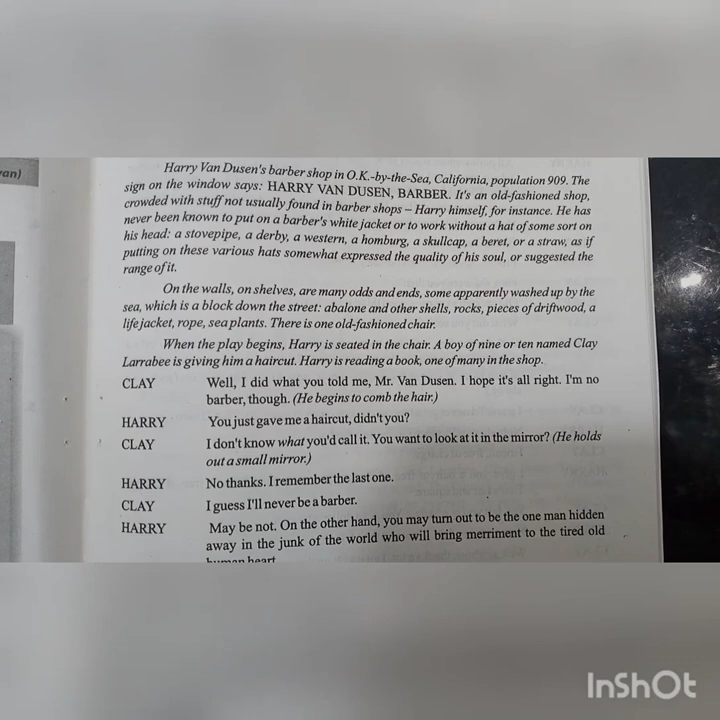 van)
Harry Van Dusen's barber shop in O.K.-by-the-Sea, California, population 909. The
sign on the window says: HARRY VAN DUSEN, BARBER. It's an old-fashioned shop,
crowded with stuff not usually found in barber shops – Harry himself, for instance. He has
never been known to put on a barber's white jacket or to work without a hat of some sort on
his head: a stovepipe, a derby, a western, a homburg, a skullcap, a beret, or a straw, as if
putting on these various hats somewhat expressed the quality of his soul, or suggested the
range of it.
On the walls, on shelves, are many odds and ends, some apparently washed up by the
sea, which is a block down the street: abalone and other shells, rocks, pieces of driftwood, a
life jacket, rope, sea plants. There is one old-fashioned chair.
When the play begins, Harry is seated in the chair. A boy of nine or ten named Clay
Larrabee is giving him a haircut. Harry is reading a book, one of many in the shop.
CLAY Well, I did what you told me, Mr. Van Dusen. I hope it's all right. I'm no
barber, though. (He begins to comb the hair.)
HARRY You just gave me a haircut, didn't you?
CLAY I don't know what you'd call it. You want to look at it in the mirror? (He holds
out a small mirror.)
HARRY No thanks. I remember the last one.
CLAY I guess I'll never be a barber.
HARRY May be not. On the other hand, you may turn out to be the one man hidden
away in the junk of the world who will bring merriment to the tired old
human heart
InShOt